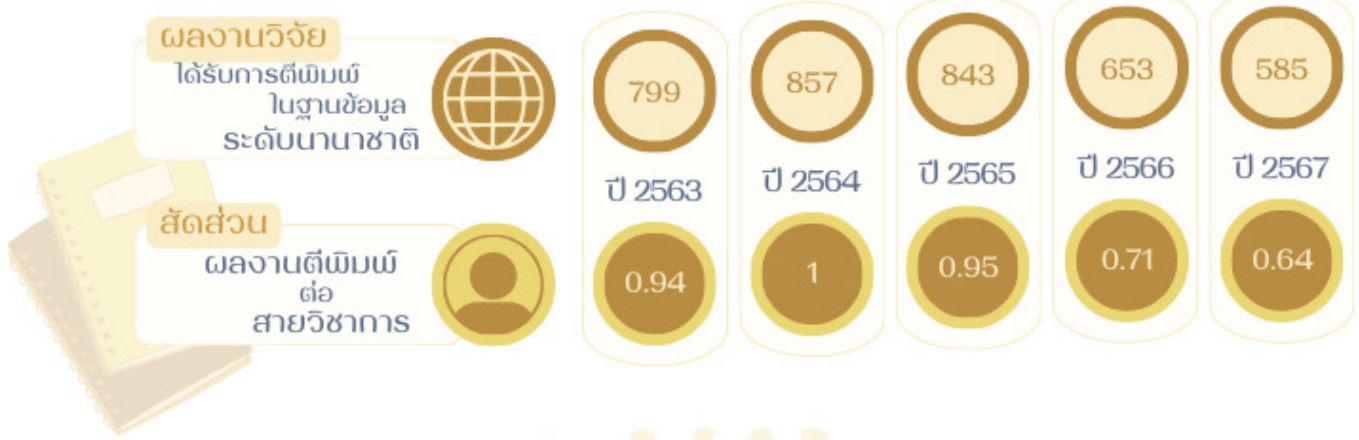 ผลงานวิจัย
ได้รับการตีพิมพ์
ในฐานข้อมูล
ระดับนานาชาติ
799 857 843 653 585
ปี 2563 ปี 2564 ปี 2565 ปี 2566 ปี 2567
สัดส่วน
ผลงานตีพิมพ์
ต่อ
สายวิชาการ
0.94 1 0.95 0.71 0.64